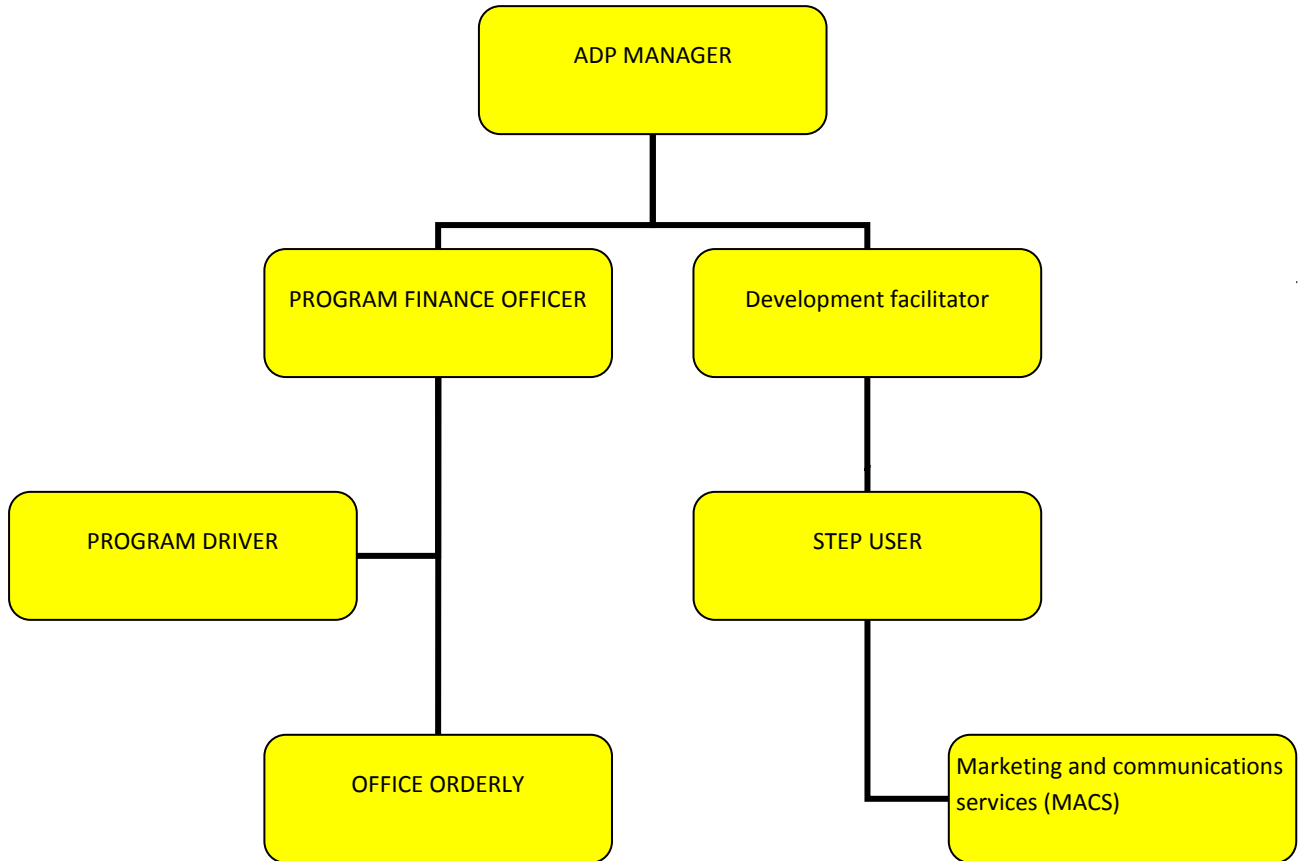 ADP MANAGER
PROGRAM FINANCE OFFICER
Development facilitator
PROGRAM DRIVER
STEP USER
OFFICE ORDERLY
Marketing and communications
services (MACS)